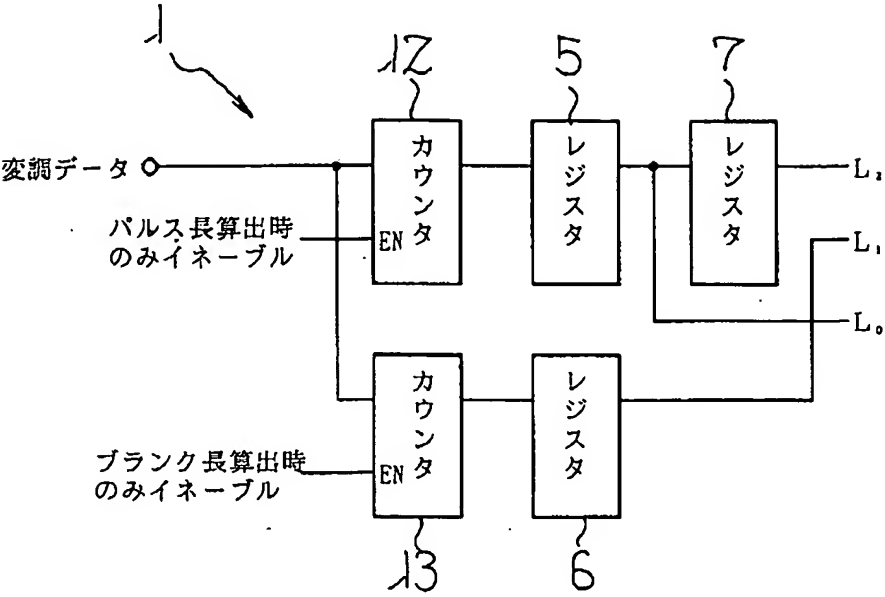 1
12
5
7
変調データ
カウンタ
レジスタ
レジスタ
L₂
パルス長算出時
のみイネーブル
EN
L₁
L₀
カウンタ
レジスタ
ブランク長算出時
のみイネーブル
EN
13
6